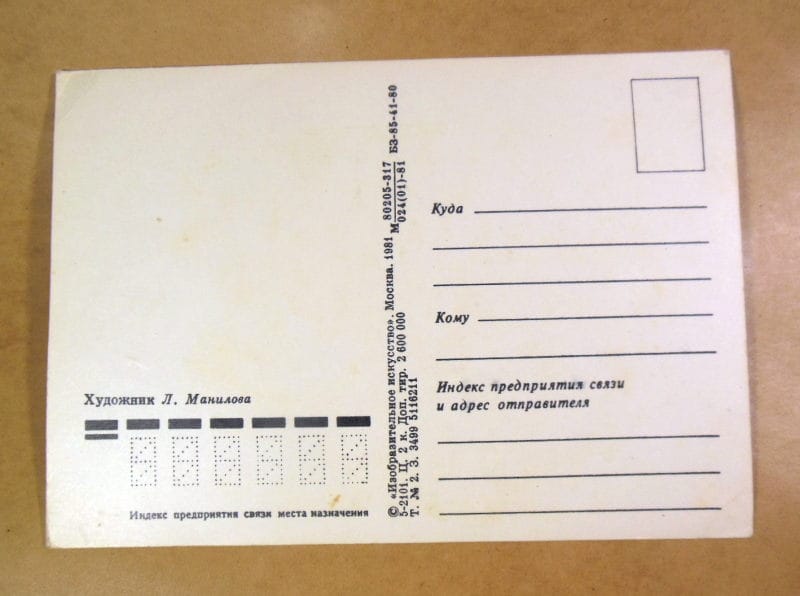 Художник Л. Манилова
Индекс предприятия связи места назначения
© «Изобразительное искусство». Москва. 1981 80205-317 БЗ-85-41-80
М024(01)-81
5-2101. Ц. 2 к. Доп. тир. 2 600 000
Т. № 2. З. 3499 5116211
Куда
Кому
Индекс предприятия связи
и адрес отправителя